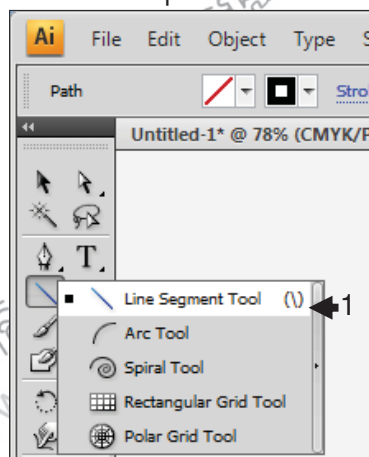 Ai File Edit Object Type
Path
Untitled-1* @ 78% (CMYK/P
T
Line Segment Tool (\) 1
Arc Tool
Spiral Tool
Rectangular Grid Tool
Polar Grid Tool